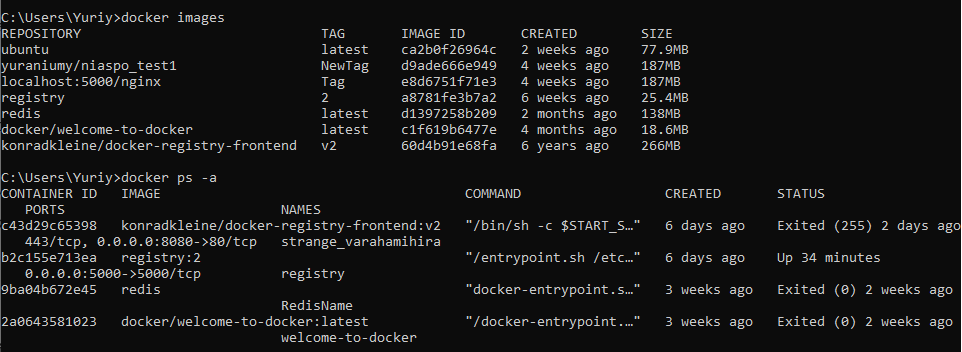 C:\Users\Yuriy>docker images
REPOSITORY TAG IMAGE ID CREATED SIZE
ubuntu latest ca2b0f26964c 2 weeks ago 77.9MB
yuraniumy/niaspo_test1 NewTag d9ade666e949 4 weeks ago 187MB
localhost:5000/nginx Tag e8d6751f71e3 4 weeks ago 187MB
registry 2 a8781fe3b7a2 6 weeks ago 25.4MB
redis latest d1397258b209 2 months ago 138MB
docker/welcome-to-docker latest c1f619b6477e 4 months ago 18.6MB
konradkleine/docker-registry-frontend v2 60d4b91e68fa 6 years ago 266MB
C:\Users\Yuriy>docker ps -a
CONTAINER ID IMAGE COMMAND CREATED STATUS
PORTS NAMES
c43d29c65398 konradkleine/docker-registry-frontend:v2 "/bin/sh -c $START_S…" 6 days ago Exited (255) 2 days ago
443/tcp, 0.0.0.0:8080->80/tcp strange_varahamihira
b2c155e713ea registry:2 "/entrypoint.sh /etc…" 6 days ago Up 34 minutes
0.0.0.0:5000->5000/tcp registry
9ba04b672e45 redis "docker-entrypoint.s…" 3 weeks ago Exited (0) 2 weeks ago
RedisName
2a0643581023 docker/welcome-to-docker:latest "/docker-entrypoint.…" 3 weeks ago Exited (0) 2 weeks ago
welcome-to-docker